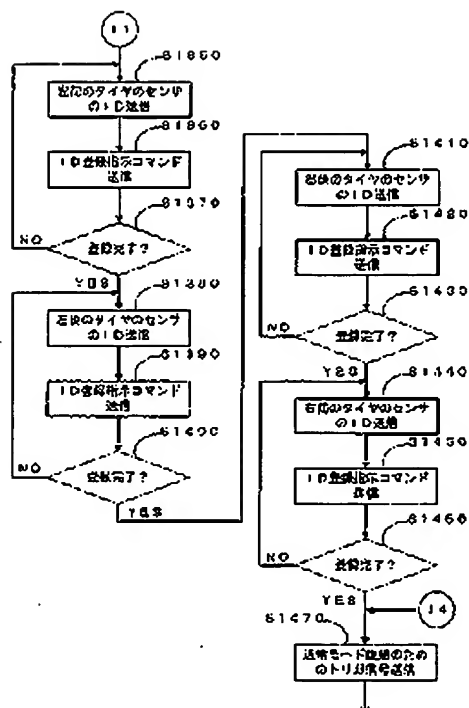 S1350
左前のタイヤのセンサ
のID送信
S1360
ID登録指示コマンド
送信
S1370
登録完了?
NO
YES
S1380
左後のタイヤのセンサ
のID送信
S1390
ID登録指示コマンド
送信
S1400
登録完了?
NO
YES
S1410
右後のタイヤのセンサ
のID送信
S1420
ID登録指示コマンド
送信
S1430
登録完了?
NO
YES
S1440
右前のタイヤのセンサ
のID送信
S1450
ID登録指示コマンド
送信
S1460
登録完了?
NO
YES
J4
S1470
通常モード復帰のため
のトリガ信号送信